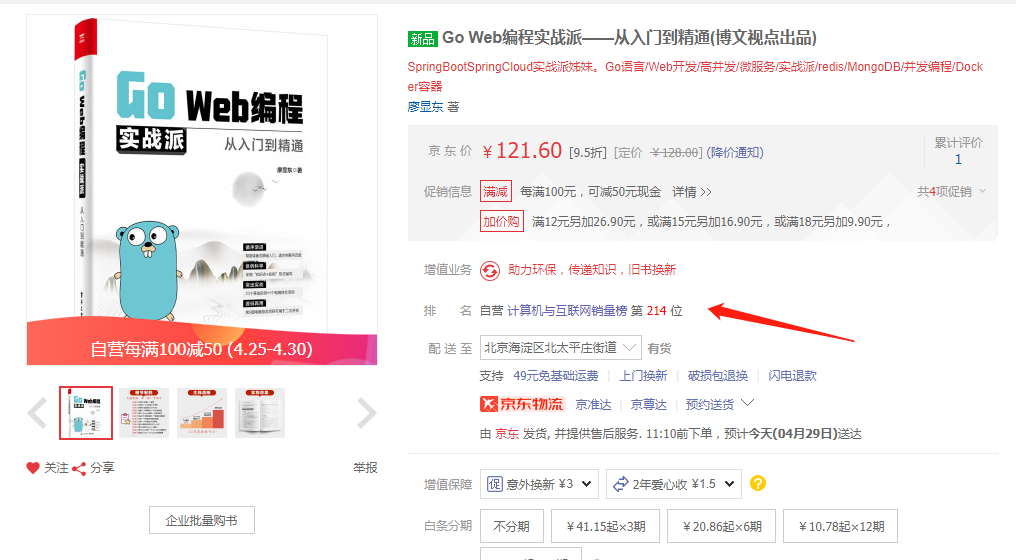 Go
Web编程
实战派
从入门到精通
廖显东◎著
Go Web编程 实战派
从入门到精通
自营每满100减50 (4.25-4.30)
关注 分享 举报
企业批量购书
新品 Go Web编程实战派——从入门到精通(博文视点出品)
SpringBootSpringCloud实战派姊妹。Go语言/Web开发/高并发/微服务/实战派/redis/MongoDB/并发编程/Dock
er容器
廖显东 著
京东价 ¥121.60 [9.5折] [定价 ¥128.00] (降价通知)
累计评价
1
促销信息 满减 每满100元，可减50元现金 详情 >>
共4项促销
加价购 满12元另加26.90元，或满15元另加16.90元，或满18元另加9.90元，
增值业务 助力环保，传递知识，旧书换新
排名 自营 计算机与互联网销量榜 第 214 位
配送至 北京海淀区北太平庄街道 有货
支持 49元免基础运费 | 上门换新 | 破损包退换 | 闪电退款
京东物流 京准达 | 京尊达 | 预约送货
由 京东 发货, 并提供售后服务. 11:10前下单，预计今天(04月29日)送达
增值保障 促 意外换新 ¥3 2年爱心收 ¥1.5 ?
白条分期 不分期 ¥41.15起×3期 ¥20.86起×6期 ¥10.78起×12期